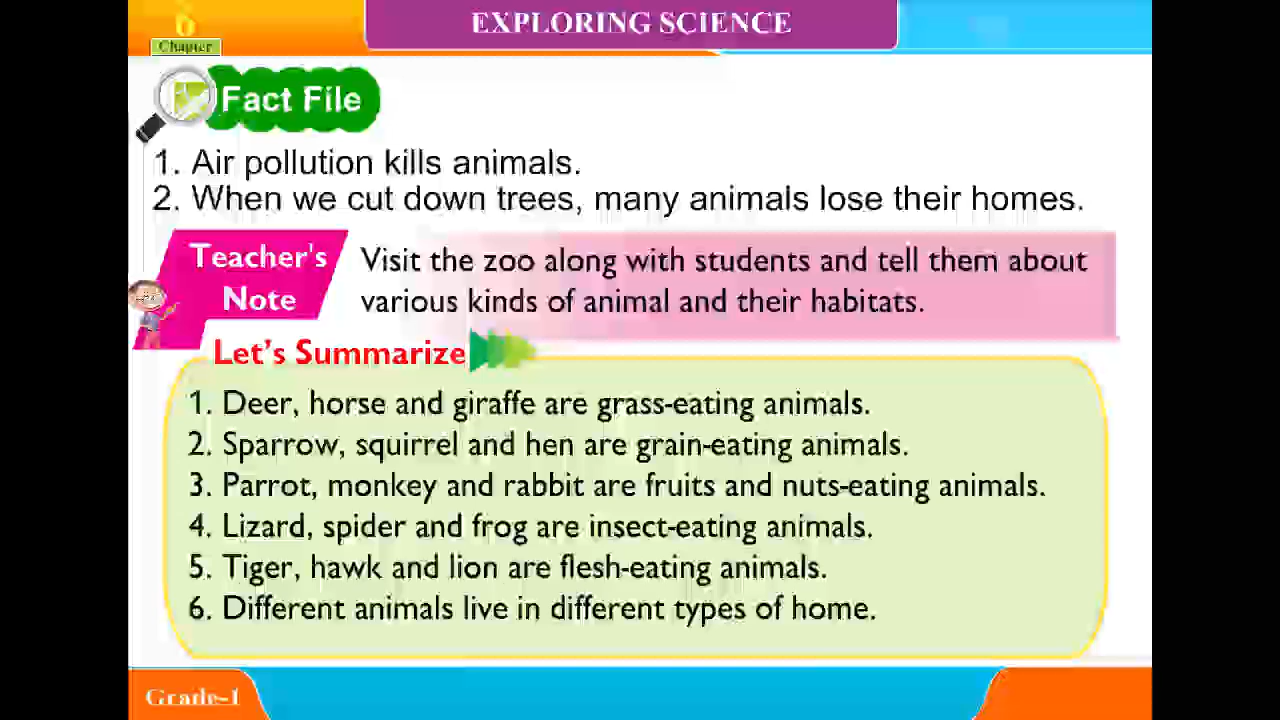 6
Chapter
EXPLORING SCIENCE
Fact File
1. Air pollution kills animals.
2. When we cut down trees, many animals lose their homes.
Teacher's
Note
Visit the zoo along with students and tell them about
various kinds of animal and their habitats.
Let's Summarize
1. Deer, horse and giraffe are grass-eating animals.
2. Sparrow, squirrel and hen are grain-eating animals.
3. Parrot, monkey and rabbit are fruits and nuts-eating animals.
4. Lizard, spider and frog are insect-eating animals.
5. Tiger, hawk and lion are flesh-eating animals.
6. Different animals live in different types of home.
Grade-1